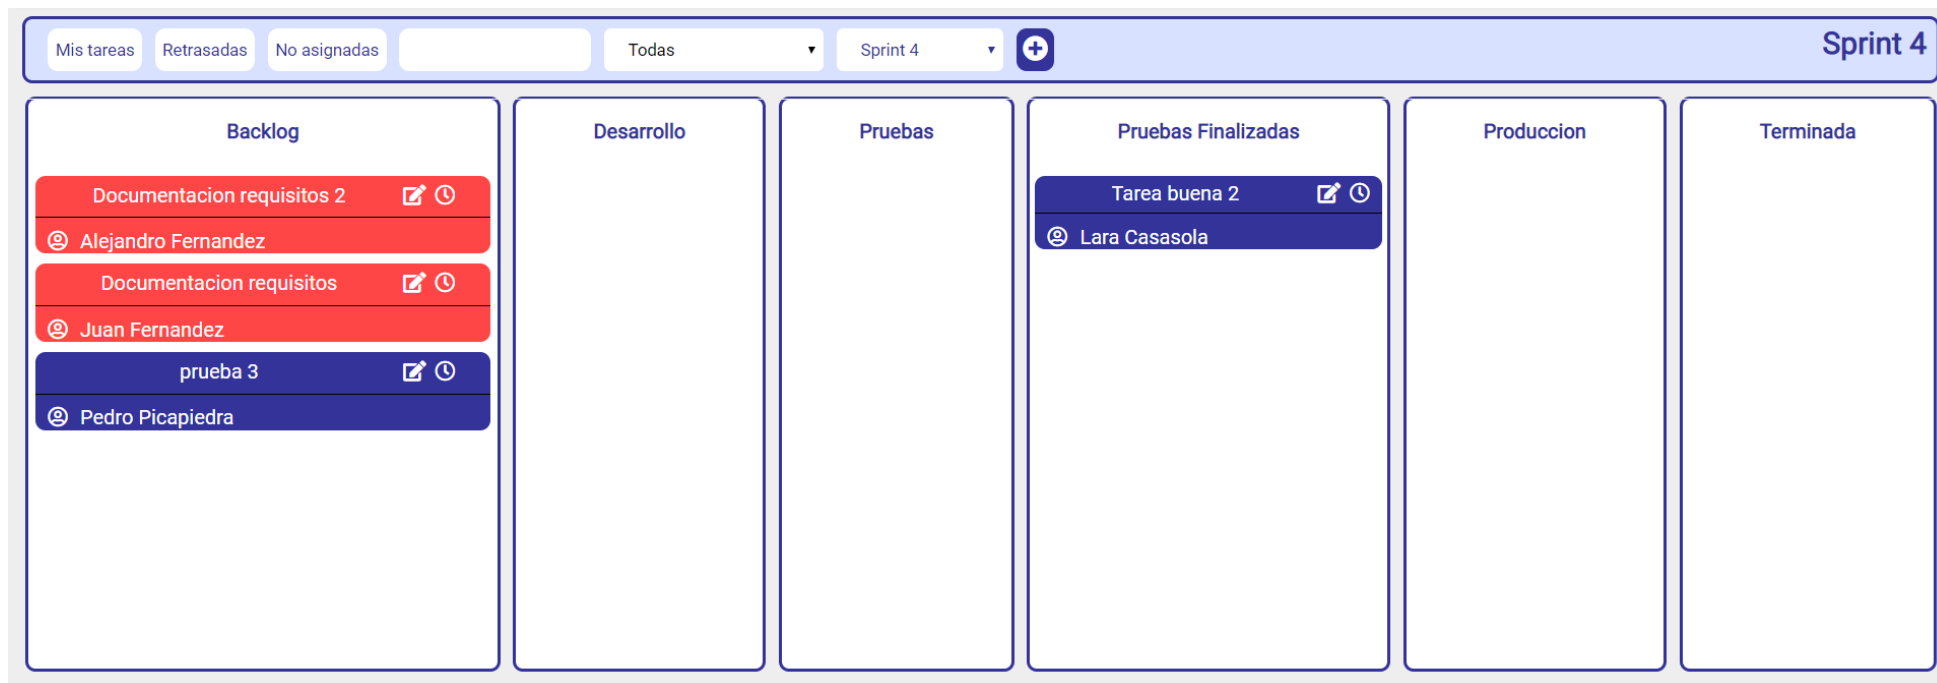 Mis tareas
Retrasadas
No asignadas
Todas
Sprint 4
Sprint 4
Backlog
Documentacion requisitos 2
Alejandro Fernandez
Documentacion requisitos
Juan Fernandez
prueba 3
Pedro Picapiedra
Desarrollo
Pruebas
Pruebas Finalizadas
Tarea buena 2
Lara Casasola
Produccion
Terminada